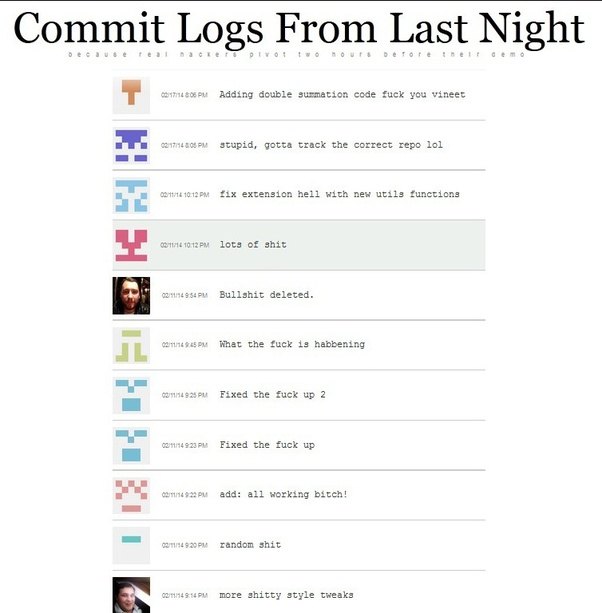 Commit Logs From Last Night
because real hackers pivot two hours before their demo
02/17/14 8:06 PM Adding double summation code fuck you vineet
02/17/14 8:05 PM stupid, gotta track the correct repo lol
02/11/14 10:12 PM fix extension hell with new utils functions
02/11/14 10:12 PM lots of shit
02/11/14 9:54 PM Bullshit deleted.
02/11/14 9:45 PM What the fuck is habbening
02/11/14 9:25 PM Fixed the fuck up 2
02/11/14 9:23 PM Fixed the fuck up
02/11/14 9:22 PM add: all working bitch!
02/11/14 9:20 PM random shit
02/11/14 9:14 PM more shitty style tweaks